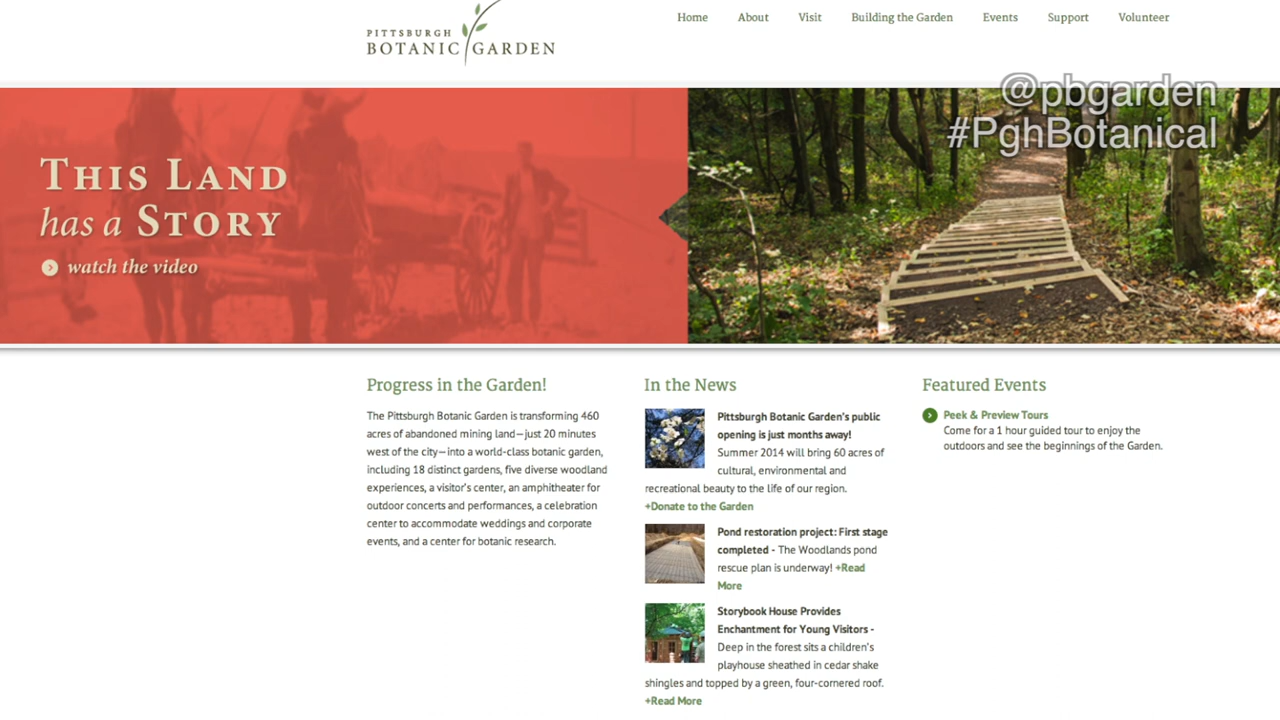 PITTSBURGH
BOTANIC GARDEN
Home About Visit Building the Garden Events Support Volunteer
@pbgarden
#PghBotanical
THIS LAND
has a STORY
watch the video
Progress in the Garden!
The Pittsburgh Botanic Garden is transforming 460
acres of abandoned mining land—just 20 minutes
west of the city—into a world-class botanic garden,
including 18 distinct gardens, five diverse woodland
experiences, a visitor's center, an amphitheater for
outdoor concerts and performances, a celebration
center to accommodate weddings and corporate
events, and a center for botanic research.
In the News
Pittsburgh Botanic Garden's public
opening is just months away!
Summer 2014 will bring 60 acres of
cultural, environmental and
recreational beauty to the life of our region.
+Donate to the Garden
Pond restoration project: First stage
completed - The Woodlands pond
rescue plan is underway! +Read
More
Storybook House Provides
Enchantment for Young Visitors -
Deep in the forest sits a children's
playhouse sheathed in cedar shake
shingles and topped by a green, four-cornered roof.
+Read More
Featured Events
Peek & Preview Tours
Come for a 1 hour guided tour to enjoy the
outdoors and see the beginnings of the Garden.